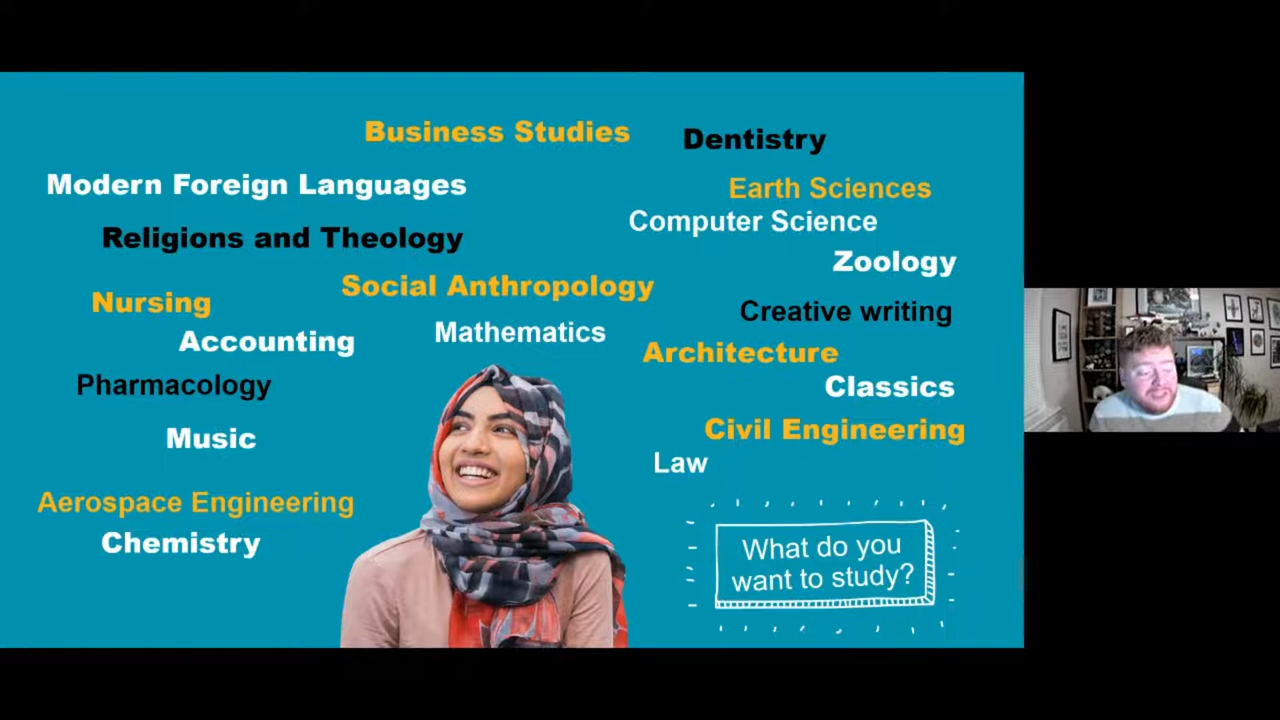 Business Studies
Dentistry
Modern Foreign Languages
Earth Sciences
Computer Science
Religions and Theology
Zoology
Social Anthropology
Nursing
Creative writing
Mathematics
Accounting
Architecture
Pharmacology
Classics
Civil Engineering
Music
Law
Aerospace Engineering
Chemistry
What do you
want to study?